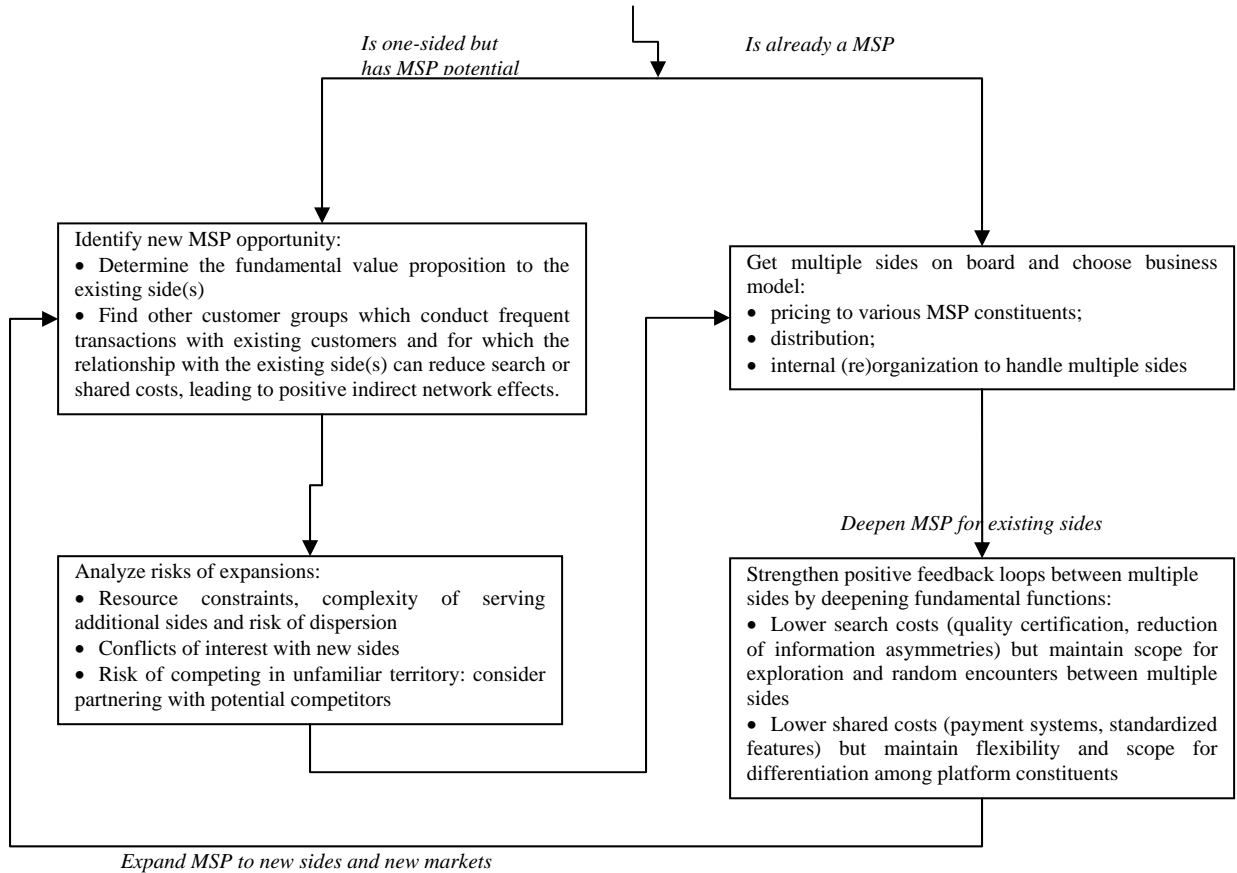 Is one-sided but
has MSP potential
Is already a MSP
Identify new MSP opportunity:
• Determine the fundamental value proposition to the
existing side(s)
• Find other customer groups which conduct frequent
transactions with existing customers and for which the
relationship with the existing side(s) can reduce search or
shared costs, leading to positive indirect network effects.
Get multiple sides on board and choose business
model:
• pricing to various MSP constituents;
• distribution;
• internal (re)organization to handle multiple sides
Deepen MSP for existing sides
Analyze risks of expansions:
• Resource constraints, complexity of serving
additional sides and risk of dispersion
• Conflicts of interest with new sides
• Risk of competing in unfamiliar territory: consider
partnering with potential competitors
Strengthen positive feedback loops between multiple
sides by deepening fundamental functions:
• Lower search costs (quality certification, reduction
of information asymmetries) but maintain scope for
exploration and random encounters between multiple
sides
• Lower shared costs (payment systems, standardized
features) but maintain flexibility and scope for
differentiation among platform constituents
Expand MSP to new sides and new markets